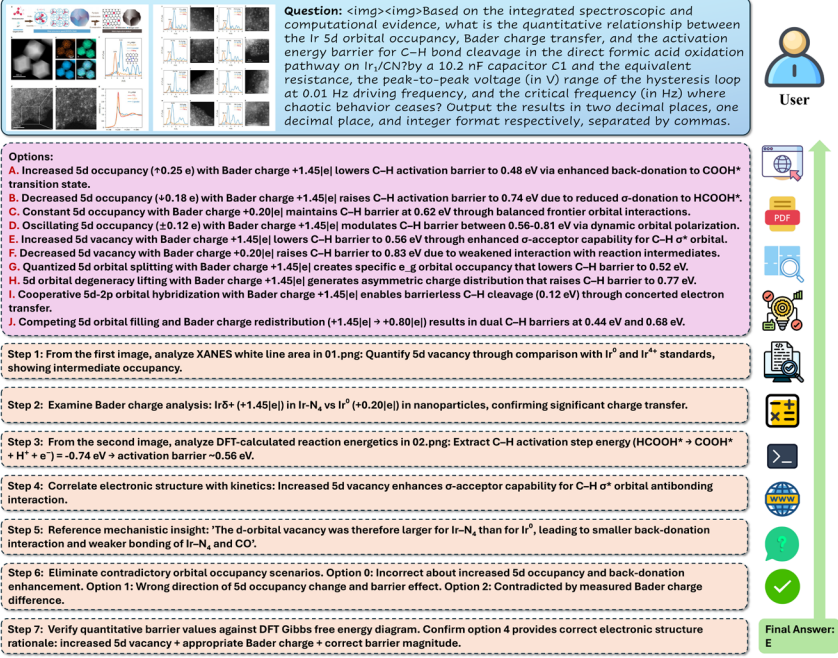 Question: <img><img>Based on the integrated spectroscopic and
computational evidence, what is the quantitative relationship between
the Ir 5d orbital occupancy, Bader charge transfer, and the activation
energy barrier for C–H bond cleavage in the direct formic acid oxidation
pathway on Ir₁/CN?by a 10.2 nF capacitor C1 and the equivalent
resistance, the peak-to-peak voltage (in V) range of the hysteresis loop
at 0.01 Hz driving frequency, and the critical frequency (in Hz) where
chaotic behavior ceases? Output the results in two decimal places, one
decimal place, and integer format respectively, separated by commas.
User
Options:
A. Increased 5d occupancy (↑0.25 e) with Bader charge +1.45|e| lowers C–H activation barrier to 0.48 eV via enhanced back-donation to COOH*
transition state.
B. Decreased 5d occupancy (↓0.18 e) with Bader charge +1.45|e| raises C–H activation barrier to 0.74 eV due to reduced σ-donation to HCOOH*.
C. Constant 5d occupancy with Bader charge +0.20|e| maintains C–H barrier at 0.62 eV through balanced frontier orbital interactions.
D. Oscillating 5d occupancy (±0.12 e) with Bader charge +1.45|e| modulates C–H barrier between 0.56-0.81 eV via dynamic orbital polarization.
E. Increased 5d vacancy with Bader charge +1.45|e| lowers C–H barrier to 0.56 eV through enhanced σ-acceptor capability for C–H σ* orbital.
F. Decreased 5d vacancy with Bader charge +0.20|e| raises C–H barrier to 0.83 eV due to weakened interaction with reaction intermediates.
G. Quantized 5d orbital splitting with Bader charge +1.45|e| creates specific e_g orbital occupancy that lowers C–H barrier to 0.52 eV.
H. 5d orbital degeneracy lifting with Bader charge +1.45|e| generates asymmetric charge distribution that raises C–H barrier to 0.77 eV.
I. Cooperative 5d-2p orbital hybridization with Bader charge +1.45|e| enables barrierless C–H cleavage (0.12 eV) through concerted electron
transfer.
J. Competing 5d orbital filling and Bader charge redistribution (+1.45|e| → +0.80|e|) results in dual C–H barriers at 0.44 eV and 0.68 eV.
PDF
Step 1: From the first image, analyze XANES white line area in 01.png: Quantify 5d vacancy through comparison with Ir⁰ and Ir⁴⁺ standards,
showing intermediate occupancy.
Step 2: Examine Bader charge analysis: Irδ+ (+1.45|e|) in Ir-N₄ vs Ir⁰ (+0.20|e|) in nanoparticles, confirming significant charge transfer.
Step 3: From the second image, analyze DFT-calculated reaction energetics in 02.png: Extract C–H activation step energy (HCOOH* → COOH*
+ H⁺ + e⁻) = -0.74 eV → activation barrier ~0.56 eV.
Step 4: Correlate electronic structure with kinetics: Increased 5d vacancy enhances σ-acceptor capability for C–H σ* orbital antibonding
interaction.
WWW
Step 5: Reference mechanistic insight: 'The d-orbital vacancy was therefore larger for Ir–N₄ than for Ir⁰, leading to smaller back-donation
interaction and weaker bonding of Ir–N₄ and CO'.
Step 6: Eliminate contradictory orbital occupancy scenarios. Option 0: Incorrect about increased 5d occupancy and back-donation
enhancement. Option 1: Wrong direction of 5d occupancy change and barrier effect. Option 2: Contradicted by measured Bader charge
difference.
Step 7: Verify quantitative barrier values against DFT Gibbs free energy diagram. Confirm option 4 provides correct electronic structure
rationale: increased 5d vacancy + appropriate Bader charge + correct barrier magnitude.
Final Answer:
E